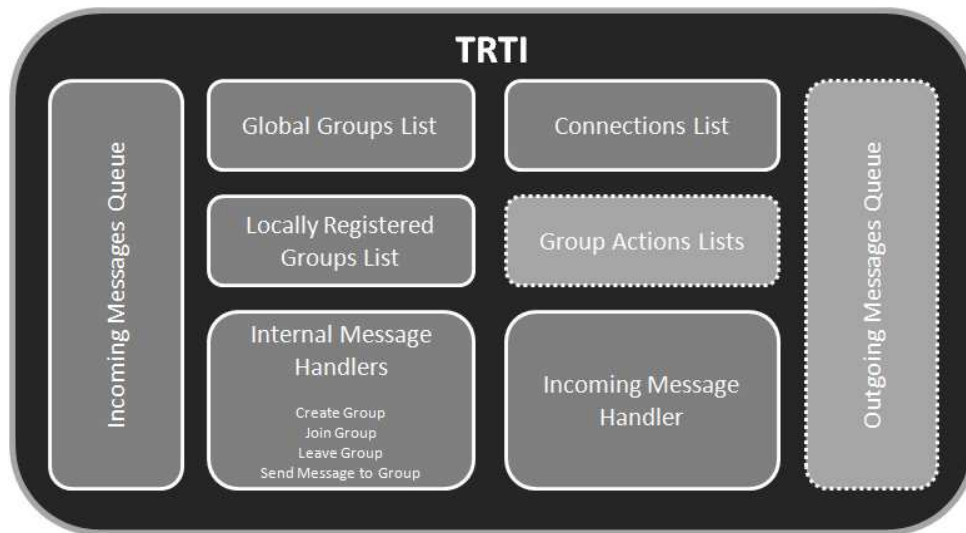 TRTI
Incoming Messages Queue
Global Groups List
Connections List
Locally Registered
Groups List
Group Actions Lists
Internal Message
Handlers
Create Group
Join Group
Leave Group
Send Message to Group
Incoming Message
Handler
Outgoing Messages Queue